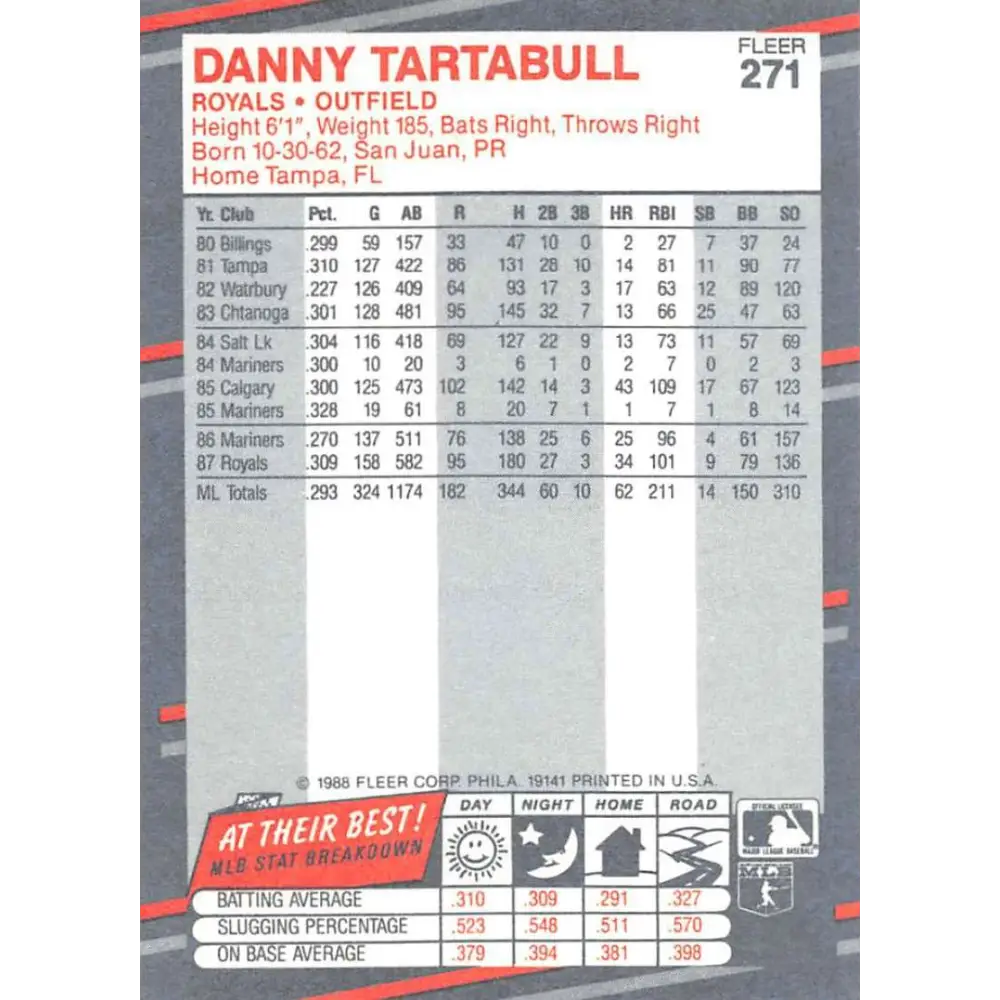 DANNY TARTABULL
FLEER
271
ROYALS • OUTFIELD
Height 6'1", Weight 185, Bats Right, Throws Right
Born 10-30-62, San Juan, PR
Home Tampa, FL
Yr. Club Pct. G AB R H 2B 3B HR RBI SB BB SO
80 Billings .299 59 157 33 47 10 0 2 27 7 37 24
81 Tampa .310 127 422 86 131 28 10 14 81 11 90 77
82 Watrbury .227 126 409 64 93 17 3 17 63 12 89 120
83 Chtanoga .301 128 481 95 145 32 7 13 66 25 47 63
84 Salt Lk .304 116 418 69 127 22 9 13 73 11 57 69
84 Mariners .300 10 20 3 6 1 0 2 7 0 2 3
85 Calgary .300 125 473 102 142 14 3 43 109 17 67 123
85 Mariners .328 19 61 8 20 7 1 1 7 1 8 14
86 Mariners .270 137 511 76 138 25 6 25 96 4 61 157
87 Royals .309 158 582 95 180 27 3 34 101 9 79 136
ML Totals .293 324 1174 182 344 60 10 62 211 14 150 310
© 1988 FLEER CORP. PHILA. 19141 PRINTED IN U.S.A.
AT THEIR BEST!
MLB STAT BREAKDOWN
DAY NIGHT HOME ROAD
OFFICIAL LICENSEE
MAJOR LEAGUE BASEBALL
MLB
BATTING AVERAGE .310 .309 .291 .327
SLUGGING PERCENTAGE .523 .548 .511 .570
ON BASE AVERAGE .379 .394 .381 .398